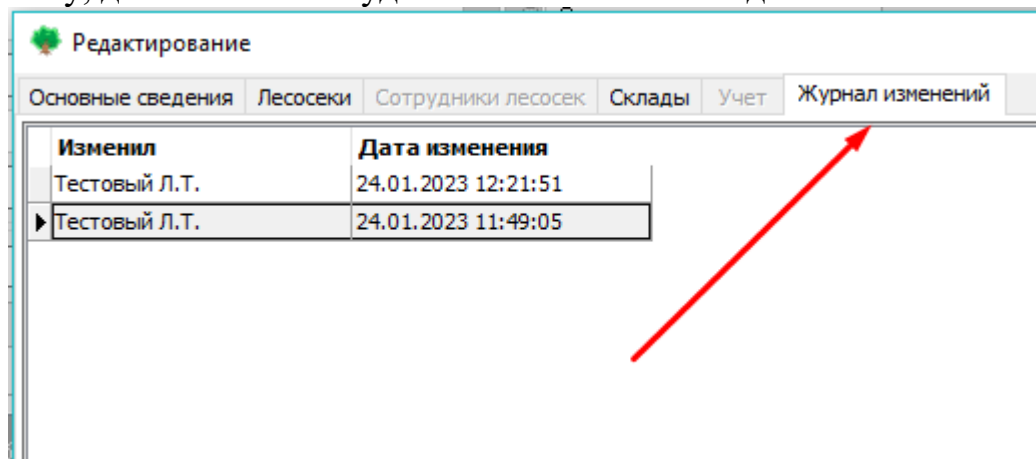 Редактирование
Основные сведения Лесосеки Сотрудники лесосек Склады Учет Журнал изменений
Изменил Дата изменения
Тестовый Л.Т. 24.01.2023 12:21:51
Тестовый Л.Т. 24.01.2023 11:49:05